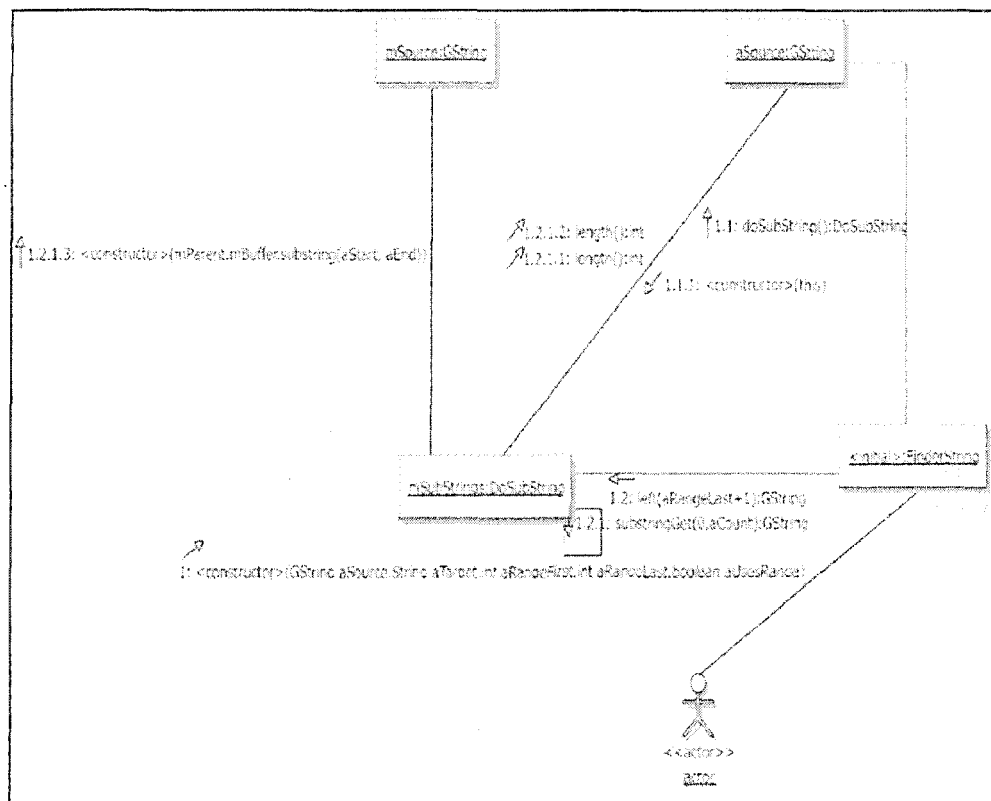 mSource:GString
aSource:GString
1.2.1.3: <constructor>(mParent.mBuffer.substring(aStart, aEnd))
1.2.1.2: length():int
1.1: doSubString():DoSubString
1.2.1.1: length():int
1.1.1: <constructor>(this)
<initial>:FinderString
mSubStrings:DoSubString
1.2: left(aRangeLast+1):GString
1.2.1: substringGet(0,aCount):GString
1: <constructor>(GString aSource,String aTarget,int aRangeFirst,int aRangeLast,boolean aUsesRange)
<<actor>>
actor